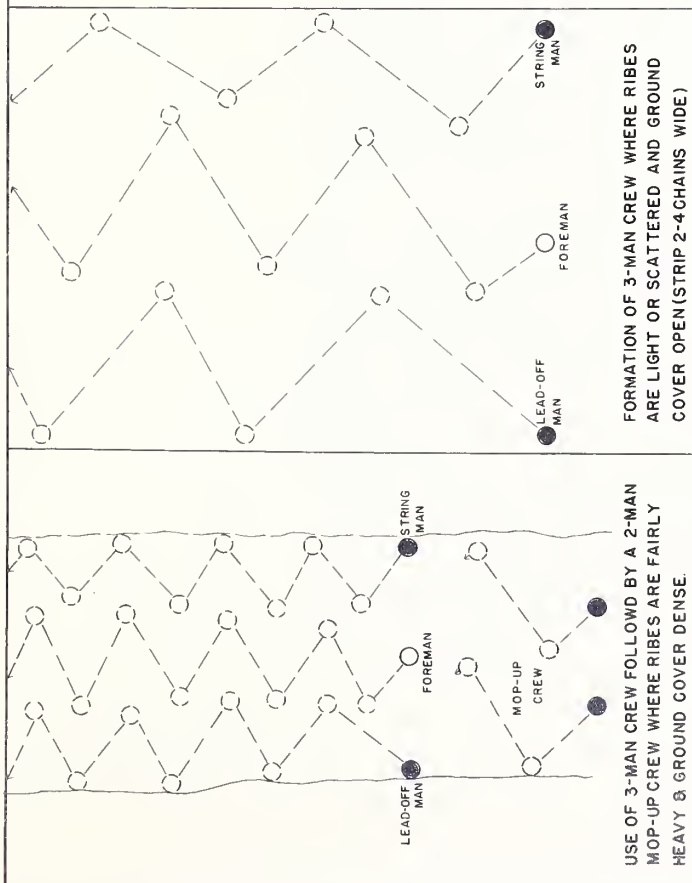 STRING
MAN
FOREMAN
LEAD-OFF
MAN
FORMATION OF 3-MAN CREW WHERE RIBES
ARE LIGHT OR SCATTERED AND GROUND
COVER OPEN (STRIP 2-4 CHAINS WIDE)
STRING
MAN
FOREMAN
LEAD-OFF
MAN
MOP-UP
CREW
USE OF 3-MAN CREW FOLLOWD BY A 2-MAN
MOP-UP CREW WHERE RIBES ARE FAIRLY
HEAVY & GROUND COVER DENSE.